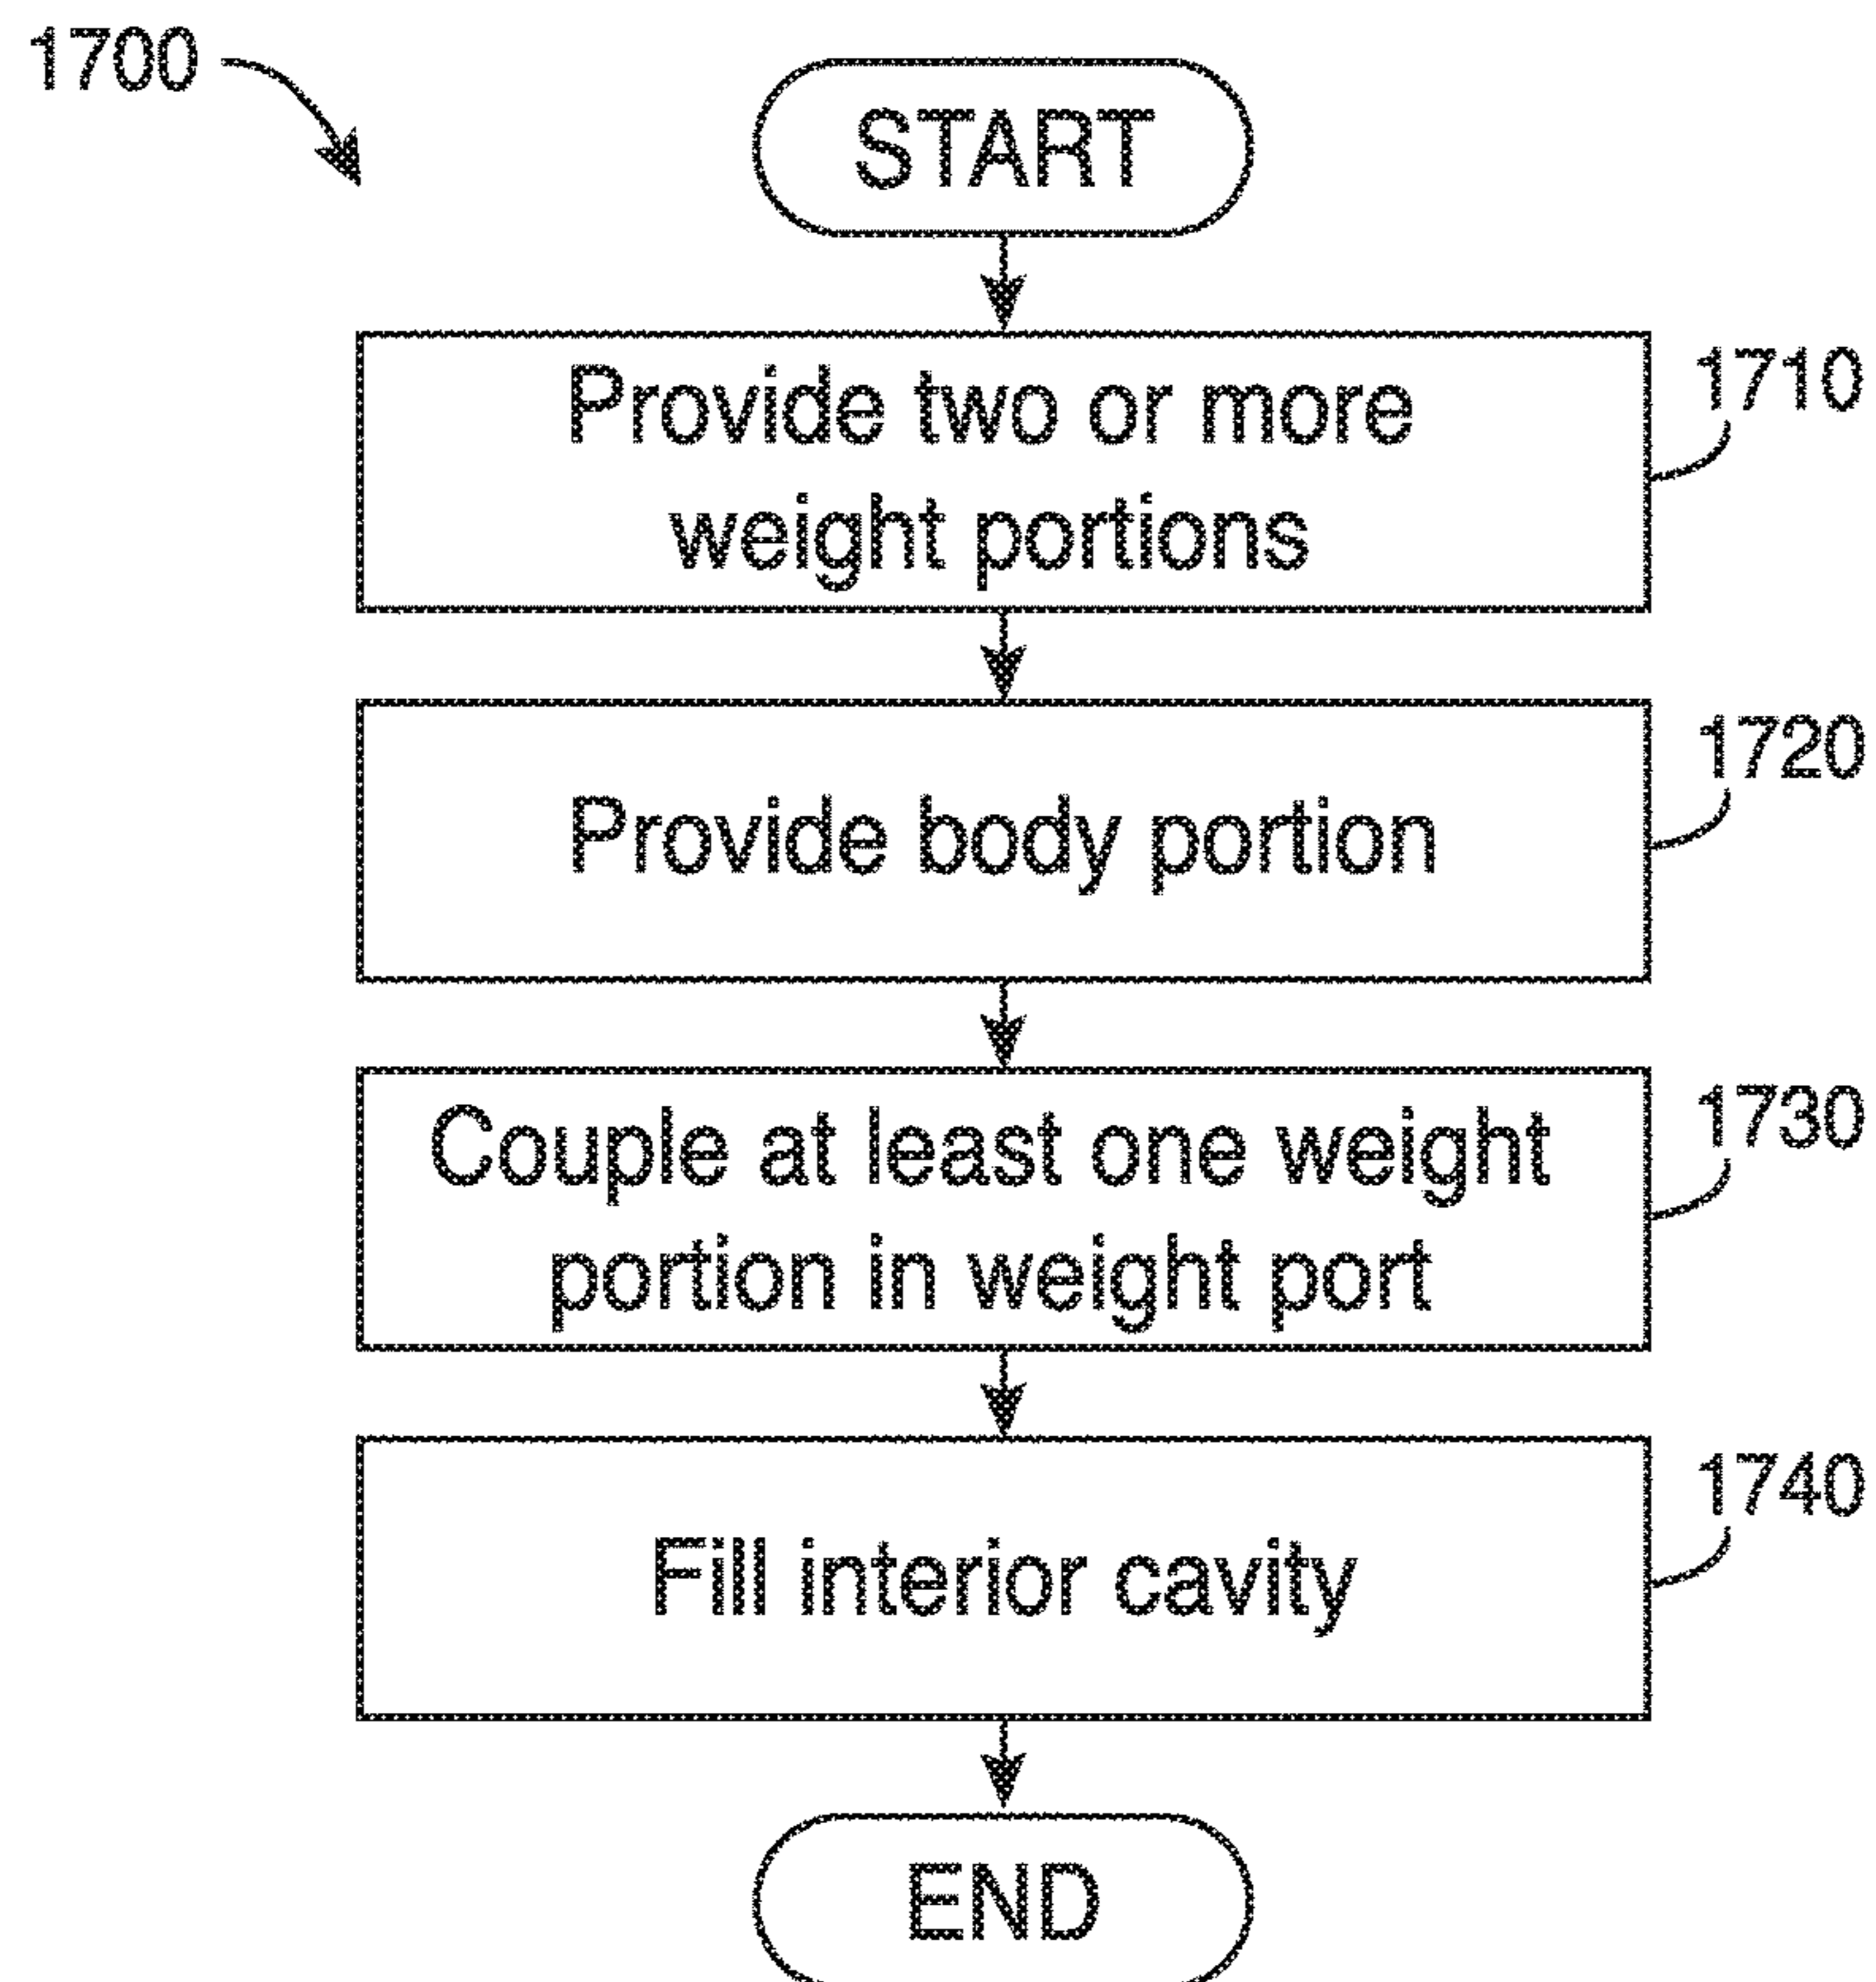 1700
START
Provide two or more
weight portions
1710
Provide body portion
1720
Couple at least one weight
portion in weight port
1730
Fill interior cavity
1740
END